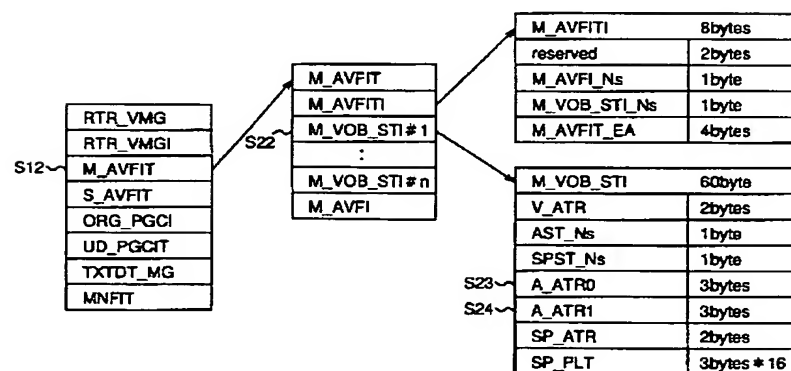 RTR_VMG
RTR_VMGI
S12
M_AVFIT
S_AVFIT
ORG_PGCI
UD_PGCIT
TXTDT_MG
MNFIT
M_AVFIT
M_AVFITI
S22
M_VOB_STI#1
:
M_VOB_STI#n
M_AVFI
M_AVFITI 8bytes
reserved 2bytes
M_AVFI_Ns 1byte
M_VOB_STI_Ns 1byte
M_AVFIT_EA 4bytes
M_VOB_STI 60byte
V_ATR 2bytes
AST_Ns 1byte
SPST_Ns 1byte
S23 A_ATR0 3bytes
S24 A_ATR1 3bytes
SP_ATR 2bytes
SP_PLT 3bytes*16